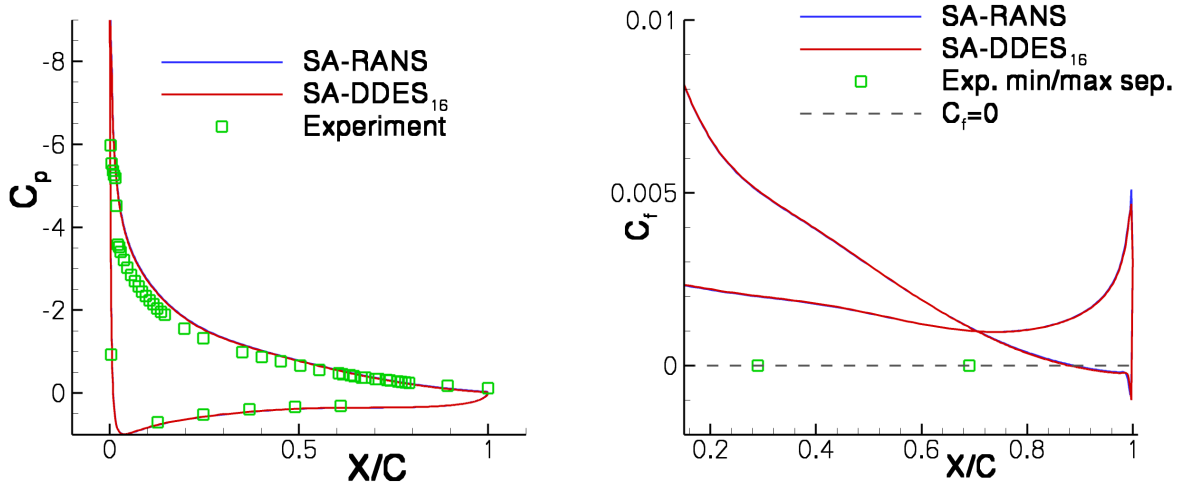 -8
-6
-4
-2
0
C_p
0
0.5
1
X/C
SA-RANS
SA-DDES_16
Experiment
0.01
0.005
0
C_f
0.2
0.4
0.6
0.8
1
X/C
SA-RANS
SA-DDES_16
Exp. min/max sep.
C_f=0